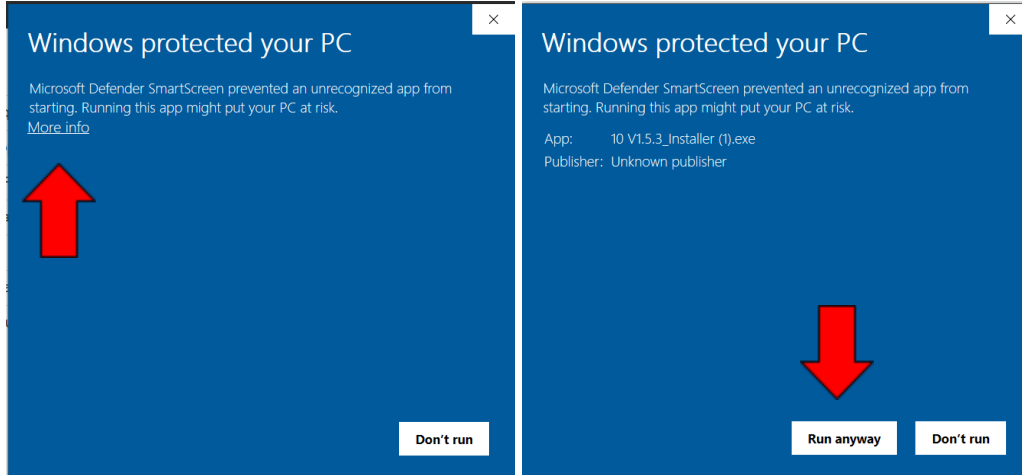 Windows protected your PC
Microsoft Defender SmartScreen prevented an unrecognized app from
starting. Running this app might put your PC at risk.
More info
Don't run
Windows protected your PC
Microsoft Defender SmartScreen prevented an unrecognized app from
starting. Running this app might put your PC at risk.
App: 10 V1.5.3_Installer (1).exe
Publisher: Unknown publisher
Run anyway Don't run